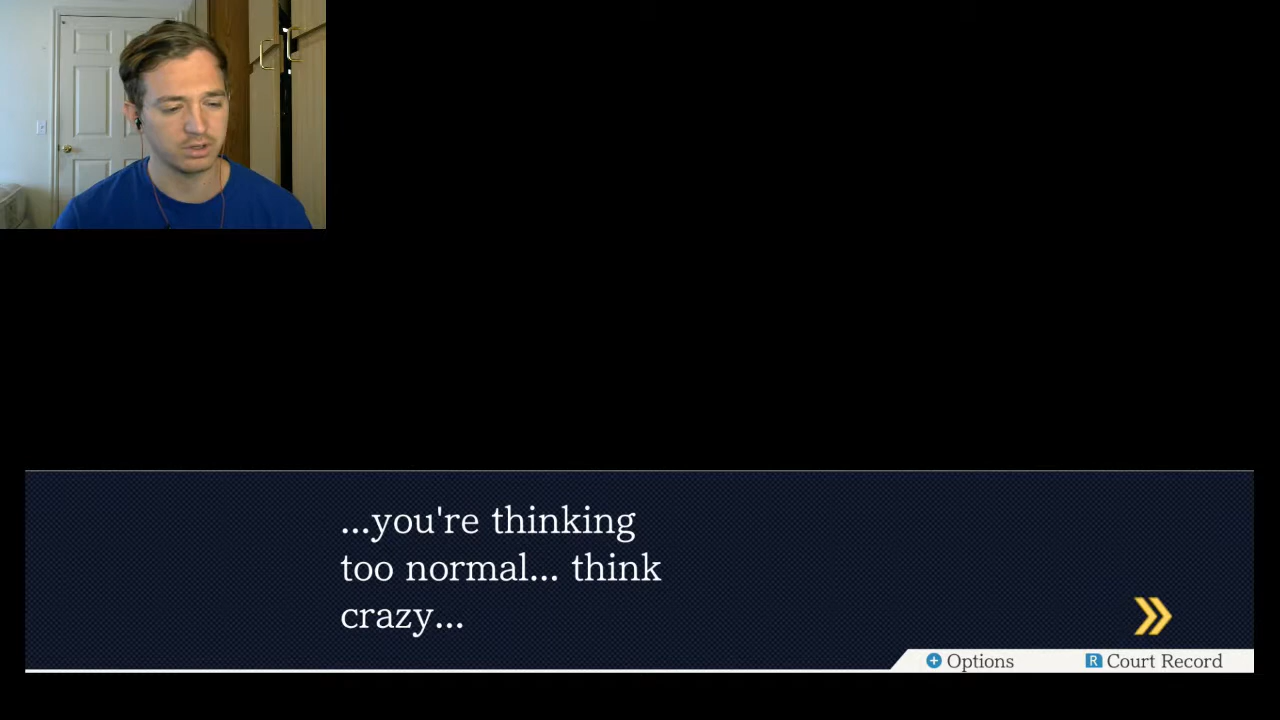 ...you're thinking
too normal... think
crazy...
Options
R Court Record